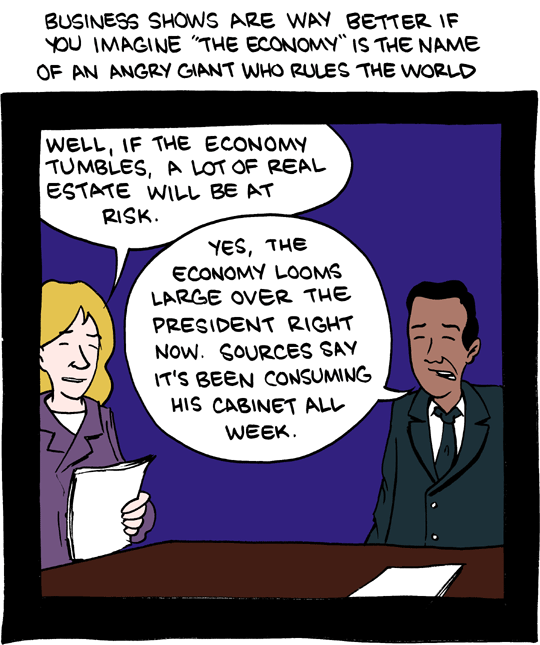 BUSINESS SHOWS ARE WAY BETTER IF
YOU IMAGINE "THE ECONOMY" IS THE NAME
OF AN ANGRY GIANT WHO RULES THE WORLD
WELL, IF THE ECONOMY
TUMBLES, A LOT OF REAL
ESTATE WILL BE AT
RISK.
YES, THE
ECONOMY LOOMS
LARGE OVER THE
PRESIDENT RIGHT
NOW. SOURCES SAY
IT'S BEEN CONSUMING
HIS CABINET ALL
WEEK.